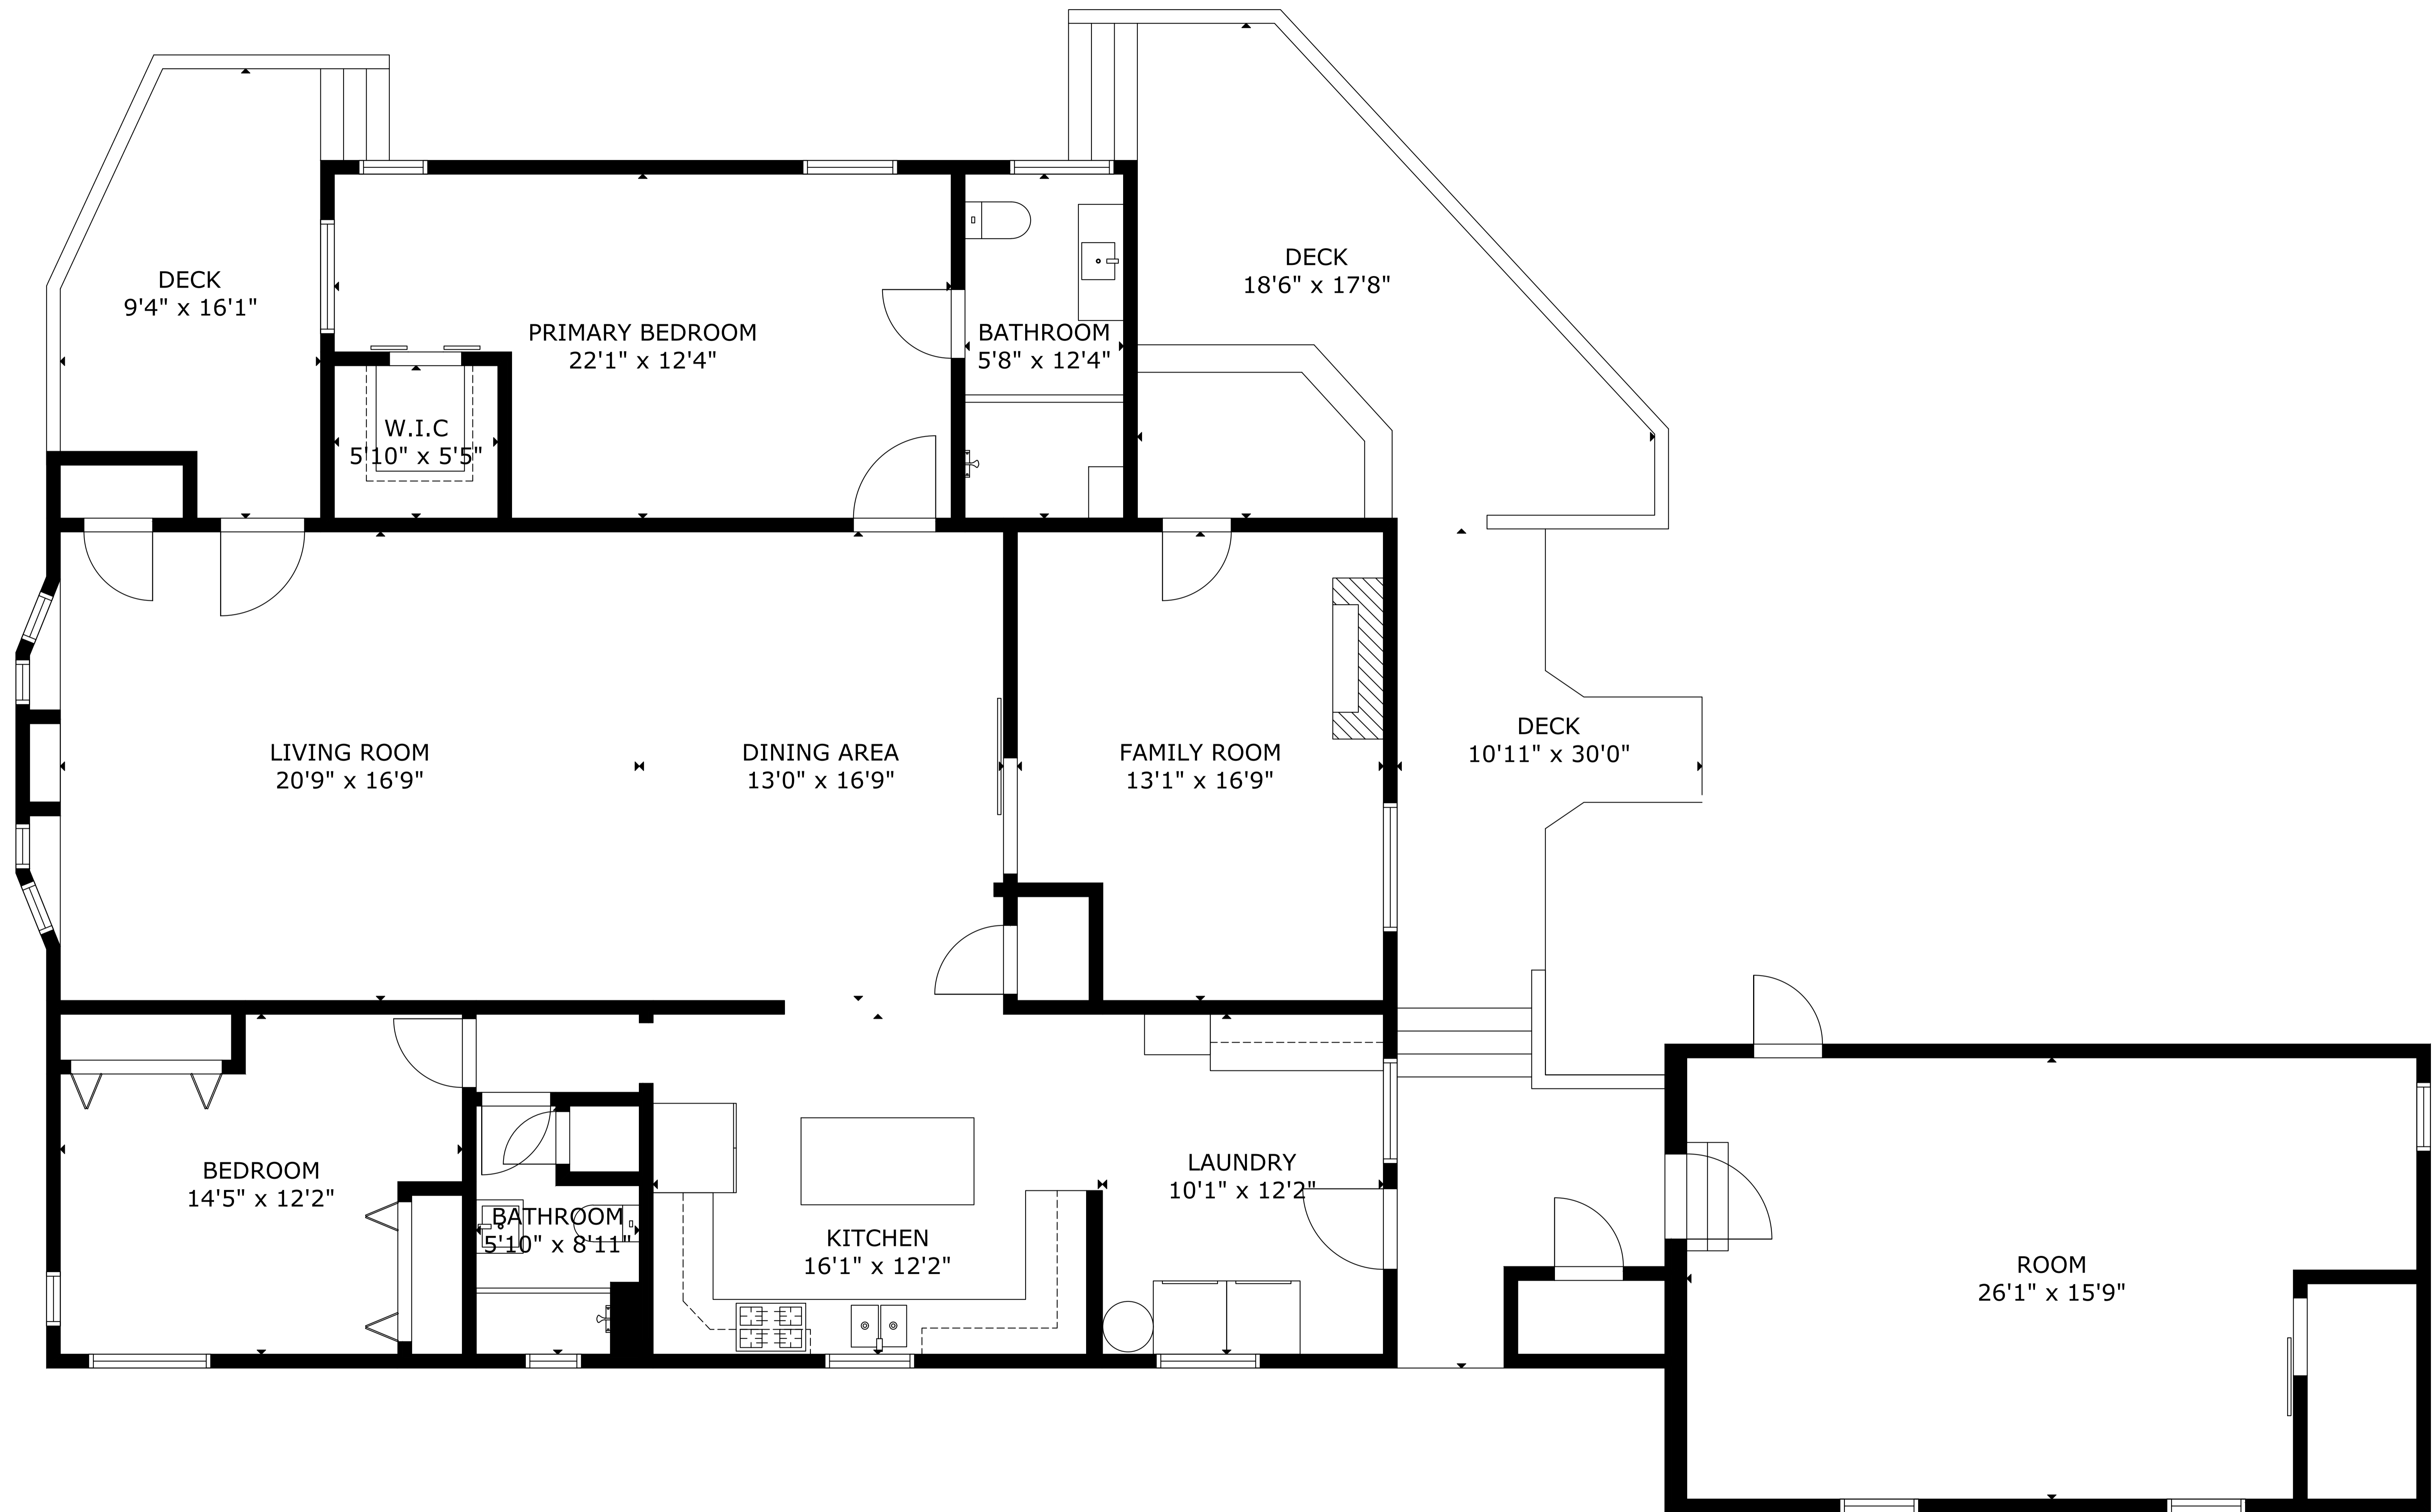 DECK
18'6" x 17'8"
DECK
9'4" x 16'1"
PRIMARY BEDROOM
22'1" x 12'4"
BATHROOM
5'8" x 12'4"
W.I.C
5'10" x 5'5"
LIVING ROOM
20'9" x 16'9"
DINING AREA
13'0" x 16'9"
FAMILY ROOM
13'1" x 16'9"
DECK
10'11" x 30'0"
BEDROOM
14'5" x 12'2"
BATHROOM
5'10" x 8'11"
KITCHEN
16'1" x 12'2"
LAUNDRY
10'1" x 12'2"
ROOM
26'1" x 15'9"